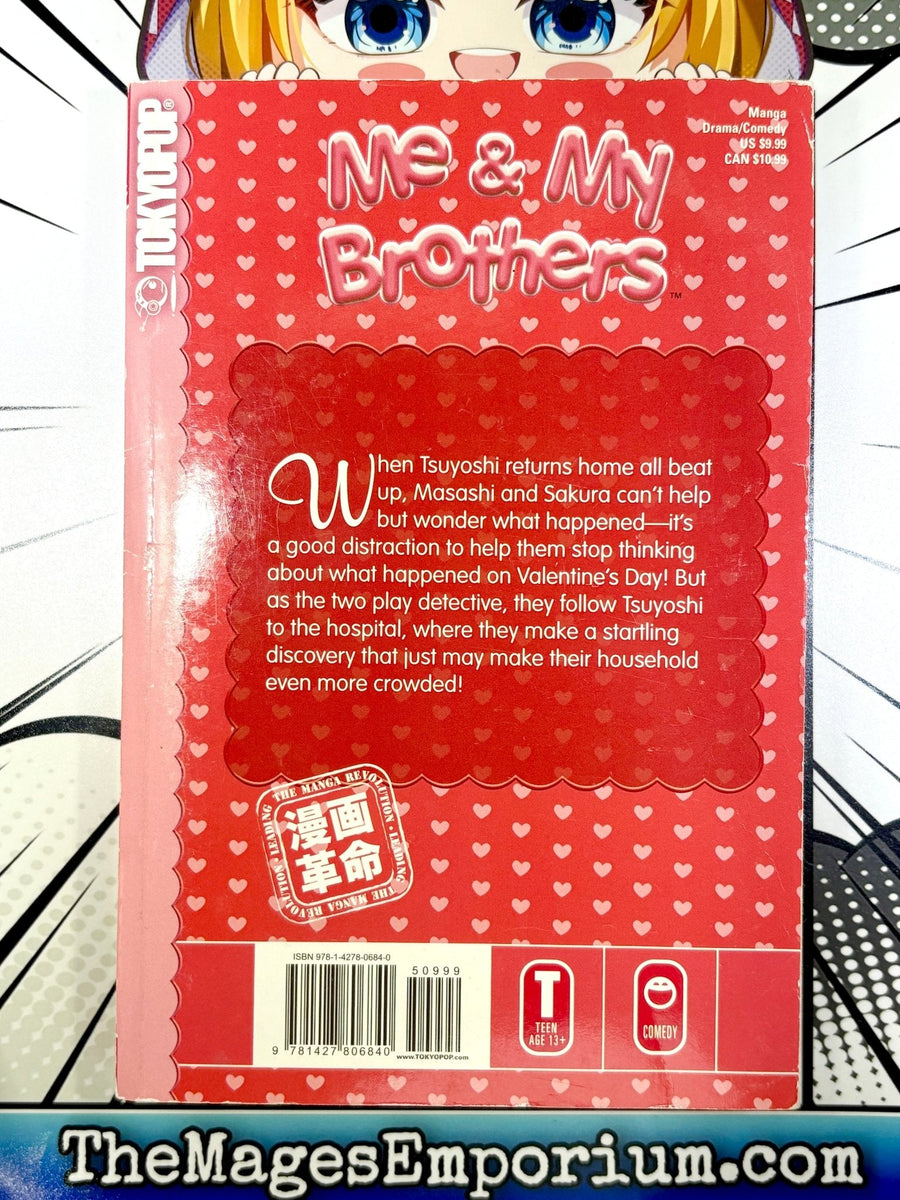 TOKYOPOP®
Manga
Drama/Comedy
US $9.99
CAN $10.99
Me & My
Brothers™
When Tsuyoshi returns home all beat
up, Masashi and Sakura can't help
but wonder what happened—it's
a good distraction to help them stop thinking
about what happened on Valentine's Day! But
as the two play detective, they follow Tsuyoshi
to the hospital, where they make a startling
discovery that just may make their household
even more crowded!
LEADING THE MANGA REVOLUTION · LEADING THE MANGA REVOLUTION ·
漫画
革命
ISBN 978-1-4278-0684-0
50999
9 781427 806840
www.TOKYOPOP.com
T
TEEN
AGE 13+
COMEDY
TheMagesEmporium.com